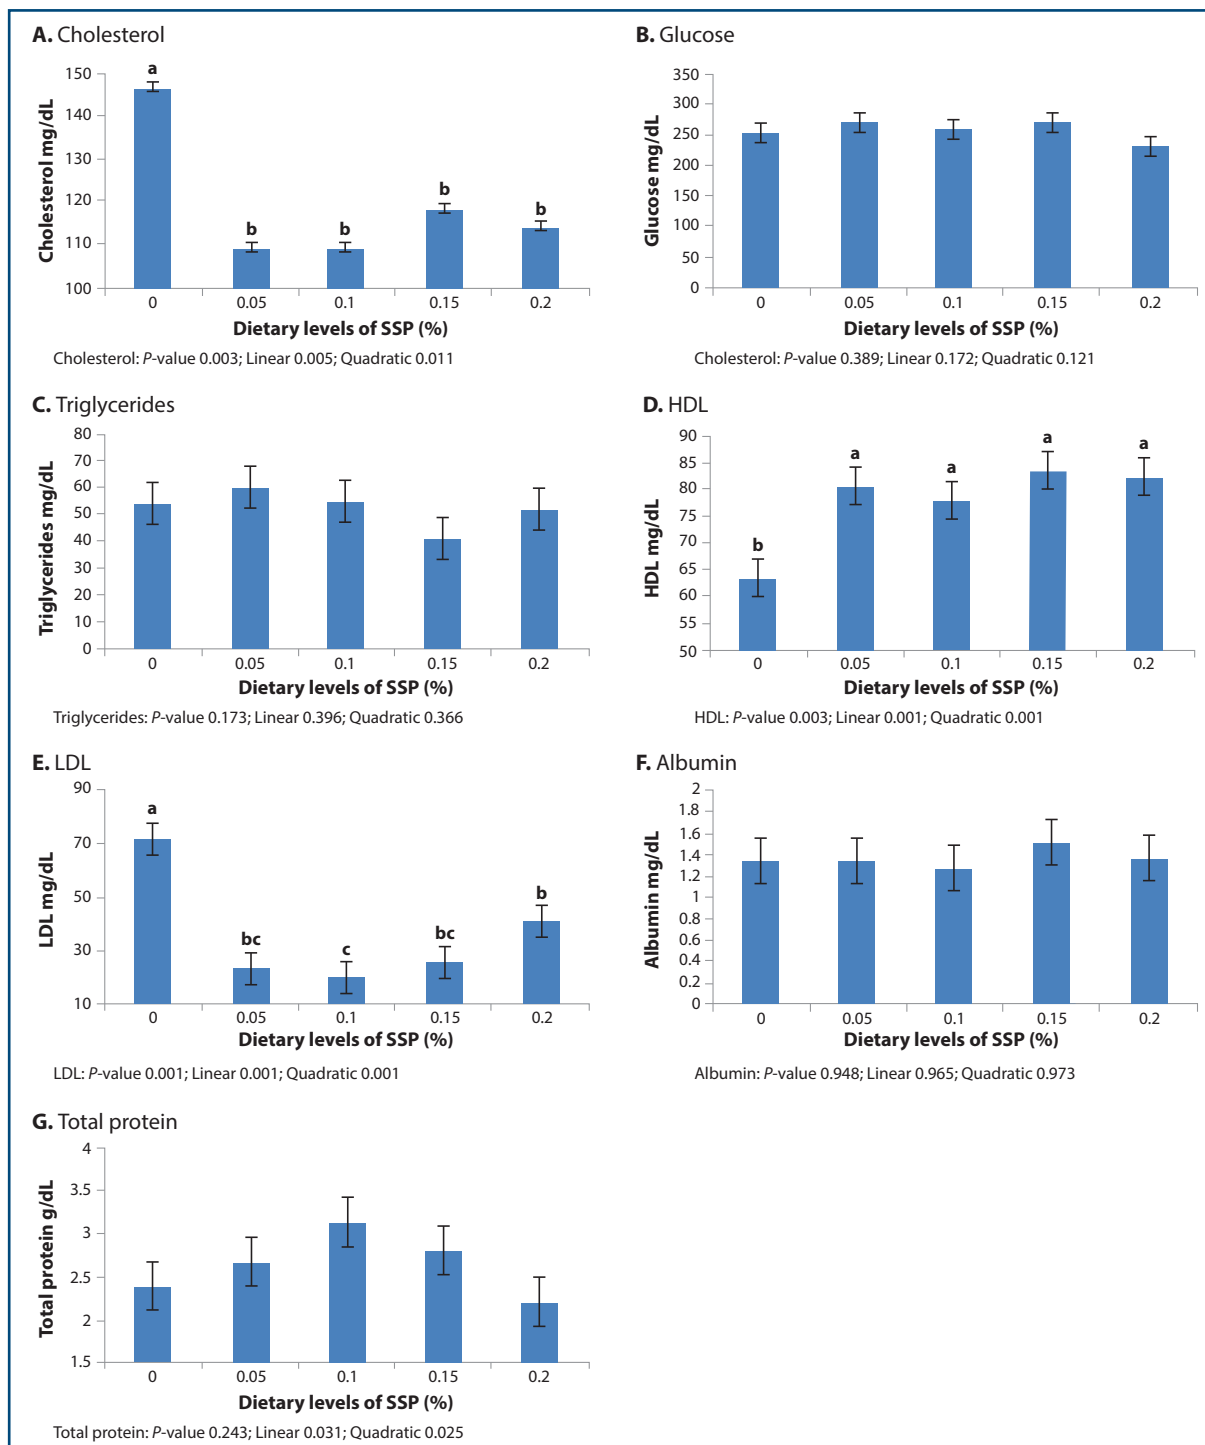 A. Cholesterol
Cholesterol mg/dL
150
140
130
120
110
100
a
b
b
b
b
0 0.05 0.1 0.15 0.2
Dietary levels of SSP (%)
Cholesterol: P-value 0.003; Linear 0.005; Quadratic 0.011
B. Glucose
Glucose mg/dL
350
300
250
200
150
100
50
0
0 0.05 0.1 0.15 0.2
Dietary levels of SSP (%)
Cholesterol: P-value 0.389; Linear 0.172; Quadratic 0.121
C. Triglycerides
Triglycerides mg/dL
80
70
60
50
40
30
20
10
0
0 0.05 0.1 0.15 0.2
Dietary levels of SSP (%)
Triglycerides: P-value 0.173; Linear 0.396; Quadratic 0.366
D. HDL
HDL mg/dL
90
85
80
75
70
65
60
55
50
b
a
a
a
a
0 0.05 0.1 0.15 0.2
Dietary levels of SSP (%)
HDL: P-value 0.003; Linear 0.001; Quadratic 0.001
E. LDL
LDL mg/dL
90
70
50
30
10
a
bc
c
bc
b
0 0.05 0.1 0.15 0.2
Dietary levels of SSP (%)
LDL: P-value 0.001; Linear 0.001; Quadratic 0.001
F. Albumin
Albumin mg/dL
2
1.8
1.6
1.4
1.2
1
0.8
0.6
0.4
0.2
0
0 0.05 0.1 0.15 0.2
Dietary levels of SSP (%)
Albumin: P-value 0.948; Linear 0.965; Quadratic 0.973
G. Total protein
Total protein g/dL
4
3.5
3
2.5
2
1.5
0 0.05 0.1 0.15 0.2
Dietary levels of SSP (%)
Total protein: P-value 0.243; Linear 0.031; Quadratic 0.025